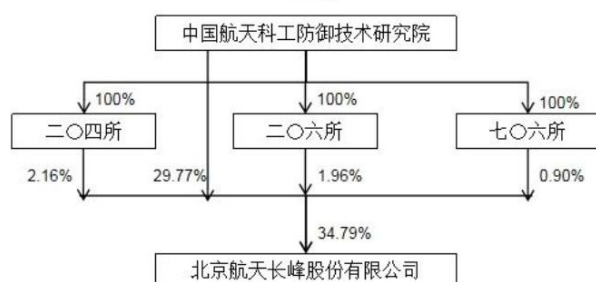 中国航天科工防御技术研究院
100% 100% 100%
二〇四所 二〇六所 七〇六所
2.16% 29.77% 1.96% 0.90%
34.79%
北京航天长峰股份有限公司